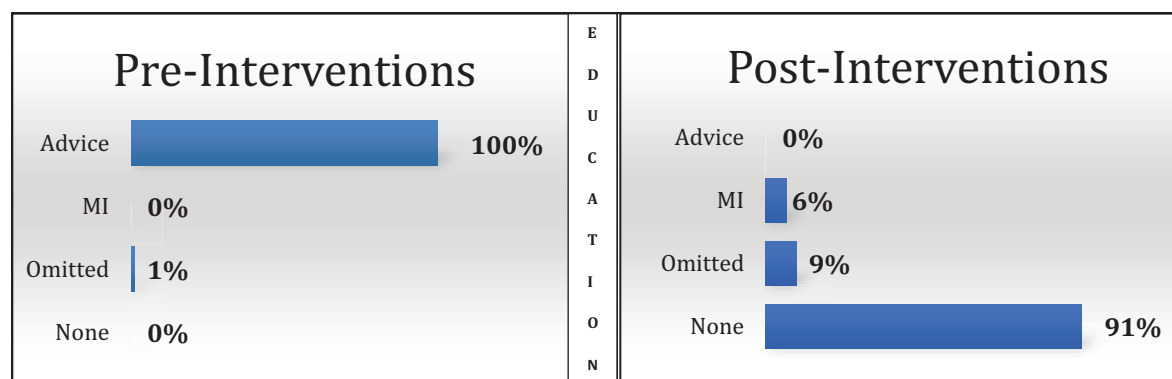 Pre-Interventions
Advice 100%
MI 0%
Omitted 1%
None 0%
E
D
U
C
A
T
I
O
N
Post-Interventions
Advice 0%
MI 6%
Omitted 9%
None 91%